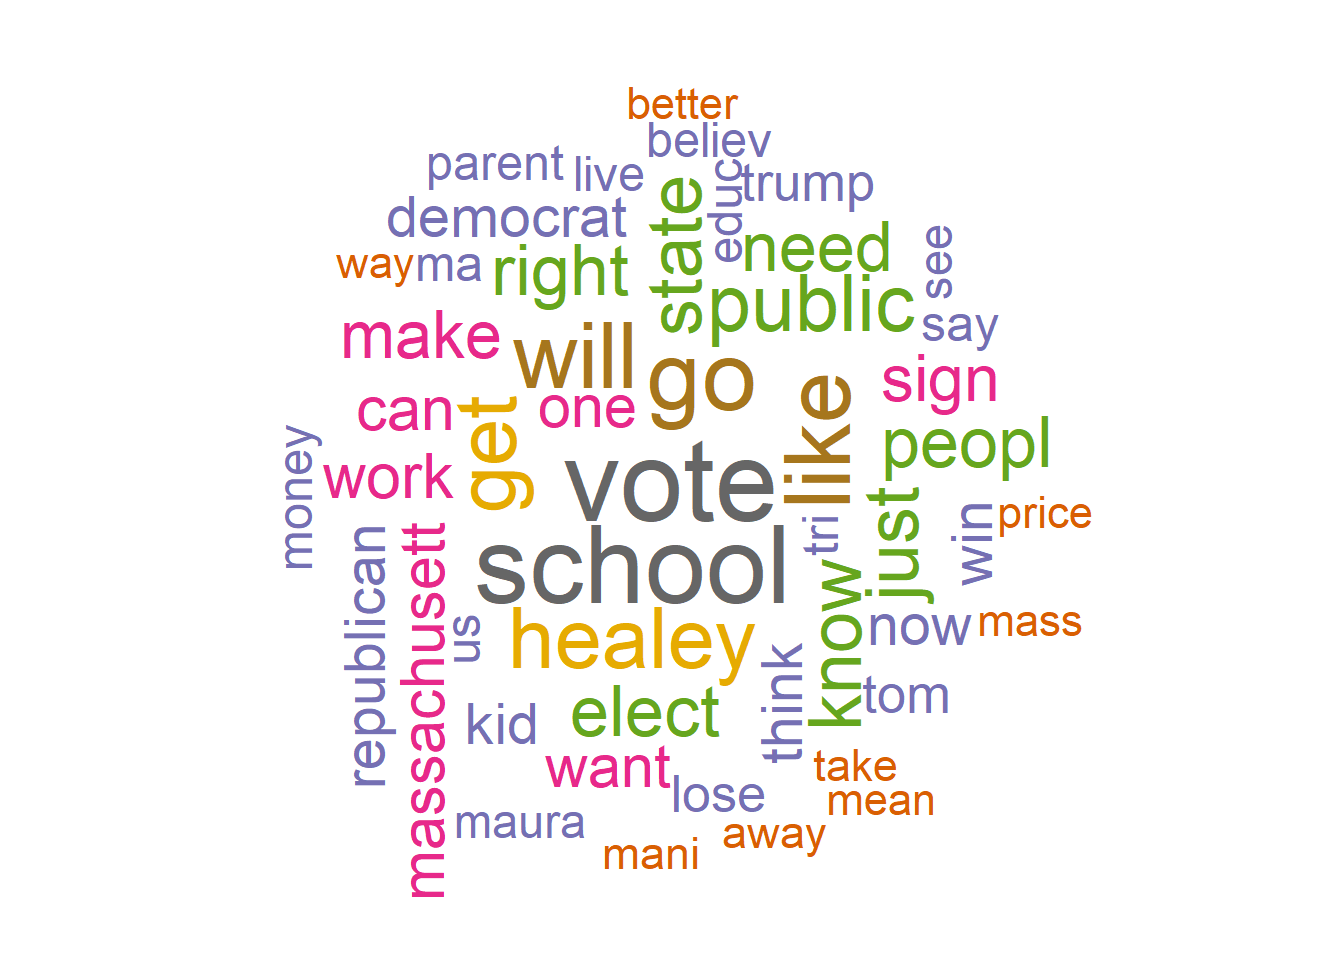 better
believ
parent
live
educ
trump
state
democrat
need
see
way
ma
right
public
say
make
will
go
like
sign
can
get
one
peopl
money
work
vote
tri
just
win
price
republican
massachusett
school
us
healey
know
now
mass
think
tom
kid
elect
want
take
lose
mean
maura
mani
away